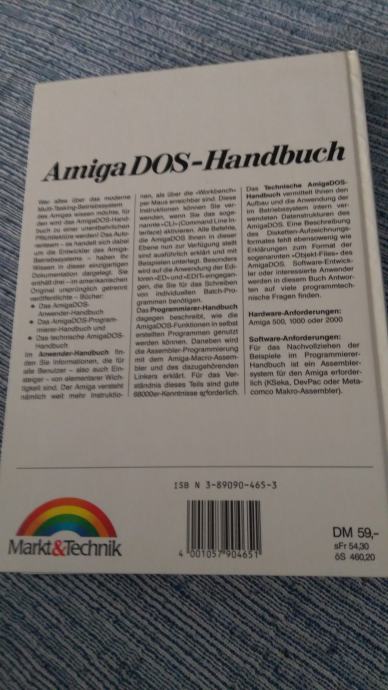 Amiga DOS-Handbuch
Wer alles über das moderne
Multi-Tasking-Betriebssystem
des Amigas wissen möchte, für
den wird das AmigaDOS-Hand-
buch zu einer unentbehrlichen
Pflichtlektüre werden! Das Auto-
renteam – es handelt sich dabei
um die Entwickler des Amiga-
Betriebssystems – haben ihr
Wissen in dieser einzigartigen
Dokumentation dargelegt. Sie
enthält drei – im amerikanischen
Original ursprünglich getrennt
veröffentlichte – Bücher:
● Das AmigaDOS-
Anwender-Handbuch
● Das AmigaDOS-Program-
mierer-Handbuch und
● Das technische AmigaDOS-
Handbuch
Im Anwender-Handbuch fin-
den Sie Informationen, die für
alle Benutzer – also auch Ein-
steiger – von elementarer Wich-
tigkeit sind. Der Amiga versteht
nämlich weit mehr Instruktio-
nen, als über die »Workbench«
per Maus erreichbar sind. Diese
Instruktionen können Sie ver-
wenden, wenn Sie das soge-
nannte »CLI« (Command Line In-
terface) aktivieren. Alle Befehle,
die AmigaDOS Ihnen in dieser
Ebene zur Verfügung stellt
sind ausführlich erklärt und mit
Beispielen unterlegt. Besonders
wird auf die Anwendung der Edi-
toren »ED« und »EDIT« eingegan-
gen, die Sie für das Schreiben
von individuellen Batch-Pro-
grammen benötigen.
Das Programmierer-Handbuch
dagegen beschreibt, wie die
AmigaDOS-Funktionen in selbst
erstellten Programmen genutzt
werden können. Daneben wird
die Assembler-Programmierung
mit dem Amiga-Macro-Assem-
bler und des dazugehörenden
Linkers erklärt. Für das Ver-
ständnis dieses Teils sind gute
68000er-Kenntnisse erforderlich.
Das Technische AmigaDOS-
Handbuch vermittelt Ihnen den
Aufbau und die Anwendung der
im Betriebssystem intern ver-
wendeten Datenstrukturen des
AmigaDOS. Eine Beschreibung
des Disketten-Aufzeichnungs-
formates fehlt ebensowenig wie
Erklärungen zum Format der
sogenannten »Objekt-Files« des
AmigaDOS. Software-Entwick-
ler oder interessierte Anwender
werden in diesem Buch Antwor-
ten auf viele programmtech-
nische Fragen finden.
Hardware-Anforderungen:
Amiga 500, 1000 oder 2000
Software-Anforderungen:
Für das Nachvollziehen der
Beispiele im Programmierer-
Handbuch ist ein Assembler-
system für den Amiga erforder-
lich (KSeka, DevPac oder Meta-
comco Makro-Assembler).
ISB N 3-89090-465-3
4 001057 904651
Markt&Technik
DM 59,-
sFr 54,30
öS 460,20